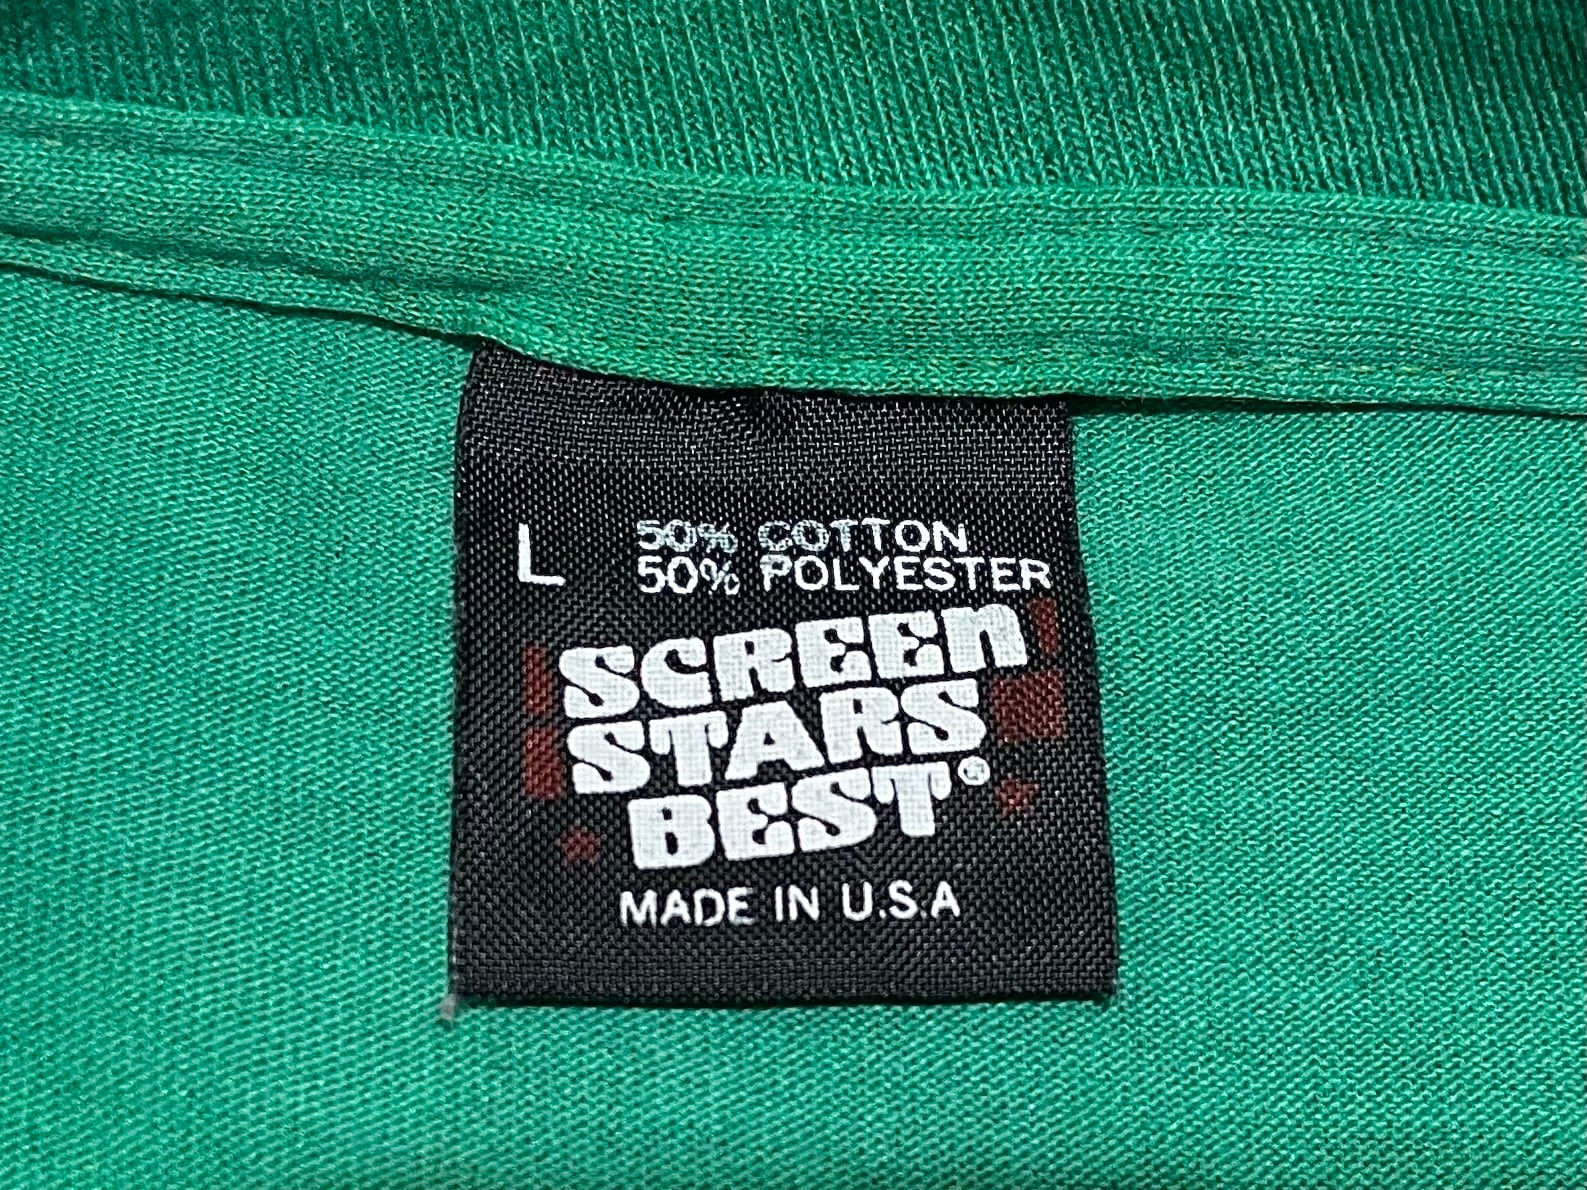 L 50% COTTON
50% POLYESTER
SCREEN
STARS
BEST®
MADE IN U.S.A